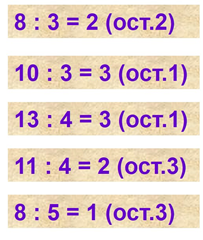 8 : 3 = 2 (ост.2)
10 : 3 = 3 (ост.1)
13 : 4 = 3 (ост.1)
11 : 4 = 2 (ост.3)
8 : 5 = 1 (ост.3)